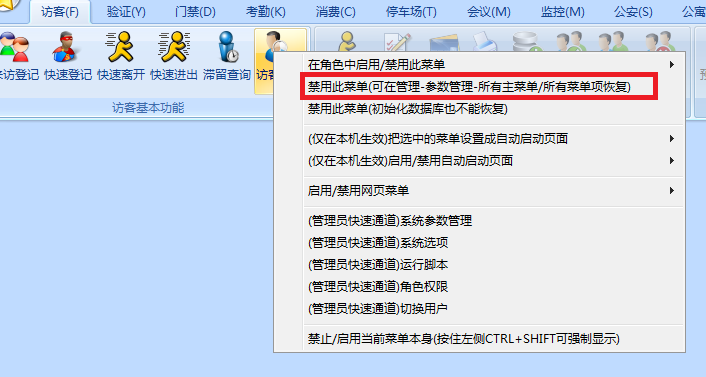 访客(F) 验证(Y) 门禁(D) 考勤(K) 消费(C) 停车场(T) 会议(M) 监控(M) 公安(S) 公寓
访登记 快速登记 快速离开 快速进出 滞留查询 访客
访客基本功能
在角色中启用/禁用此菜单
禁用此菜单(可在管理-参数管理-所有主菜单/所有菜单项恢复)
禁用此菜单(初始化数据库也不能恢复)
(仅在本机生效)把选中的菜单设置成自动启动页面
(仅在本机生效)启用/禁用自动启动页面
启用/禁用网页菜单
(管理员快速通道)系统参数管理
(管理员快速通道)系统选项
(管理员快速通道)运行脚本
(管理员快速通道)角色权限
(管理员快速通道)切换用户
禁止/启用当前菜单本身(按住左侧CTRL+SHIFT可强制显示)